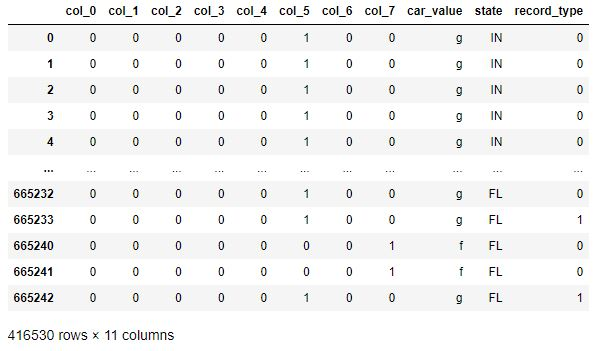 col_0 col_1 col_2 col_3 col_4 col_5 col_6 col_7 car_value state record_type
0 0 0 0 0 0 1 0 0 g IN 0
1 0 0 0 0 0 1 0 0 g IN 0
2 0 0 0 0 0 1 0 0 g IN 0
3 0 0 0 0 0 1 0 0 g IN 0
4 0 0 0 0 0 1 0 0 g IN 0
... ... ... ... ... ... ... ... ... ... ... ...
665232 0 0 0 0 0 1 0 0 g FL 0
665233 0 0 0 0 0 1 0 0 g FL 1
665240 0 0 0 0 0 0 0 1 f FL 0
665241 0 0 0 0 0 0 0 1 f FL 0
665242 0 0 0 0 0 1 0 0 g FL 1
416530 rows × 11 columns